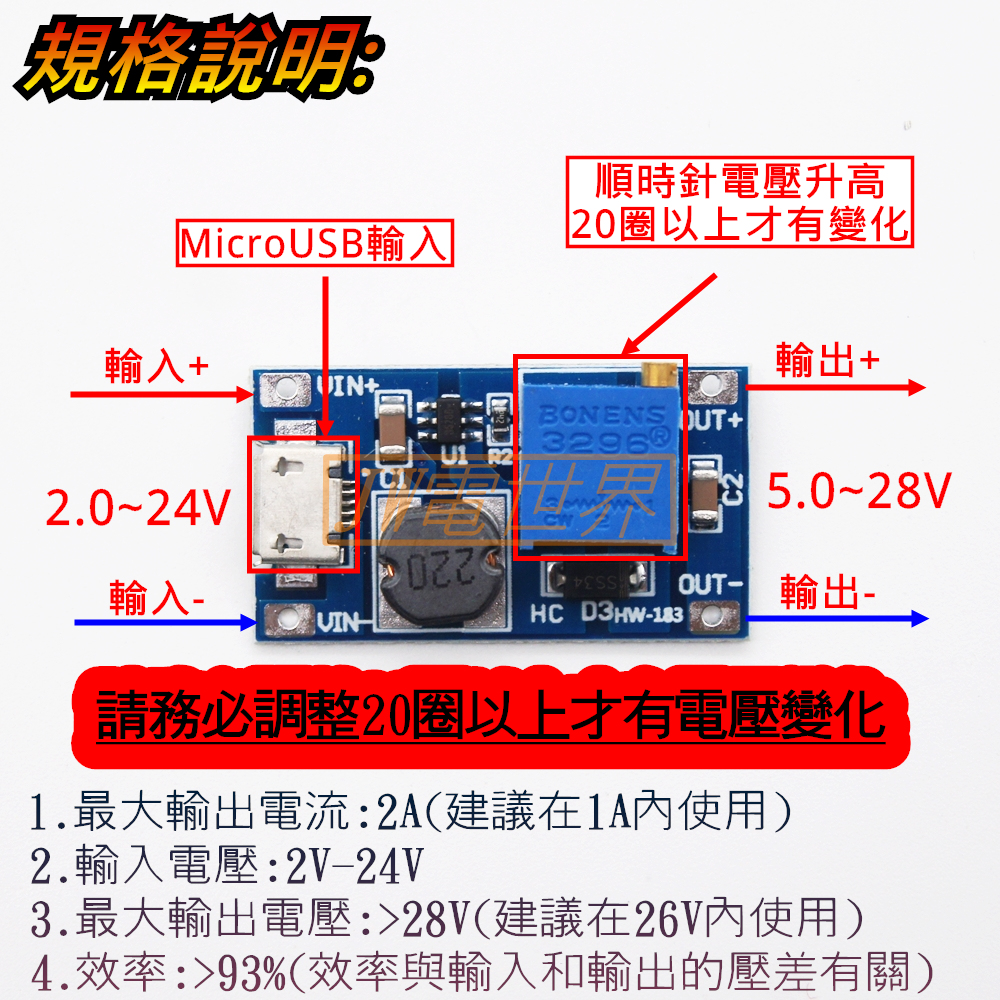 規格說明:
順時針電壓升高
20圈以上才有變化
MicroUSB輸入
輸入+
輸出+
VIN+
BONENS
3296®
OUT+
U1
R2
C1
C2
電世界
2.0~24V
5.0~28V
CW 2
220
SS34
輸入-
輸出-
OUT-
VIN-
HC
D3
HW-183
請務必調整20圈以上才有電壓變化
1.最大輸出電流:2A(建議在1A內使用)
2.輸入電壓:2V-24V
3.最大輸出電壓:>28V(建議在26V內使用)
4.效率:>93%(效率與輸入和輸出的壓差有關)